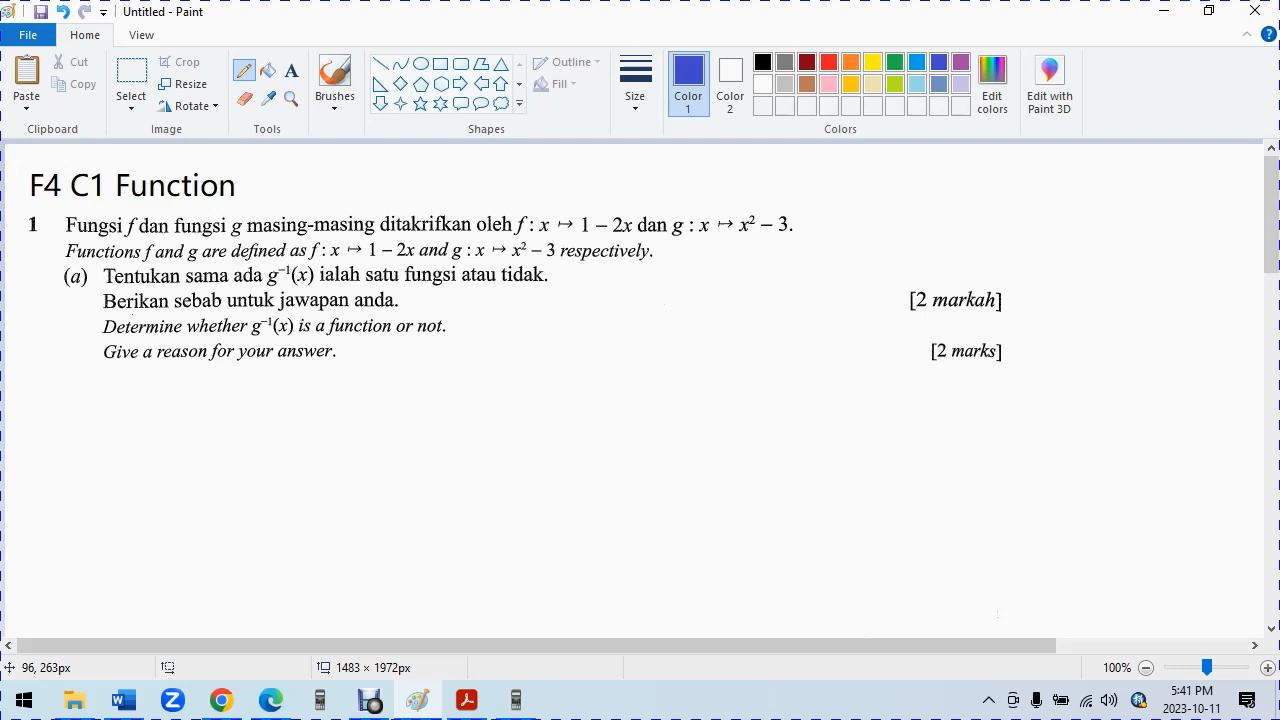 Untitled - Paint
File Home View
Paste
Cut
Copy
Clipboard
Select
Crop
Resize
Rotate
Image
A
Tools
Brushes
Outline
Fill
Shapes
Size
Color 1
Color 2
Edit colors
Colors
Edit with Paint 3D
F4 C1 Function
1 Fungsi f dan fungsi g masing-masing ditakrifkan oleh f : x ↦ 1 – 2x dan g : x ↦ x² – 3.
Functions f and g are defined as f : x ↦ 1 – 2x and g : x ↦ x² – 3 respectively.
(a) Tentukan sama ada g⁻¹(x) ialah satu fungsi atau tidak.
Berikan sebab untuk jawapan anda. [2 markah]
Determine whether g⁻¹(x) is a function or not.
Give a reason for your answer. [2 marks]
96, 263px 1483 × 1972px 100%
5:41 PM
2023-10-11